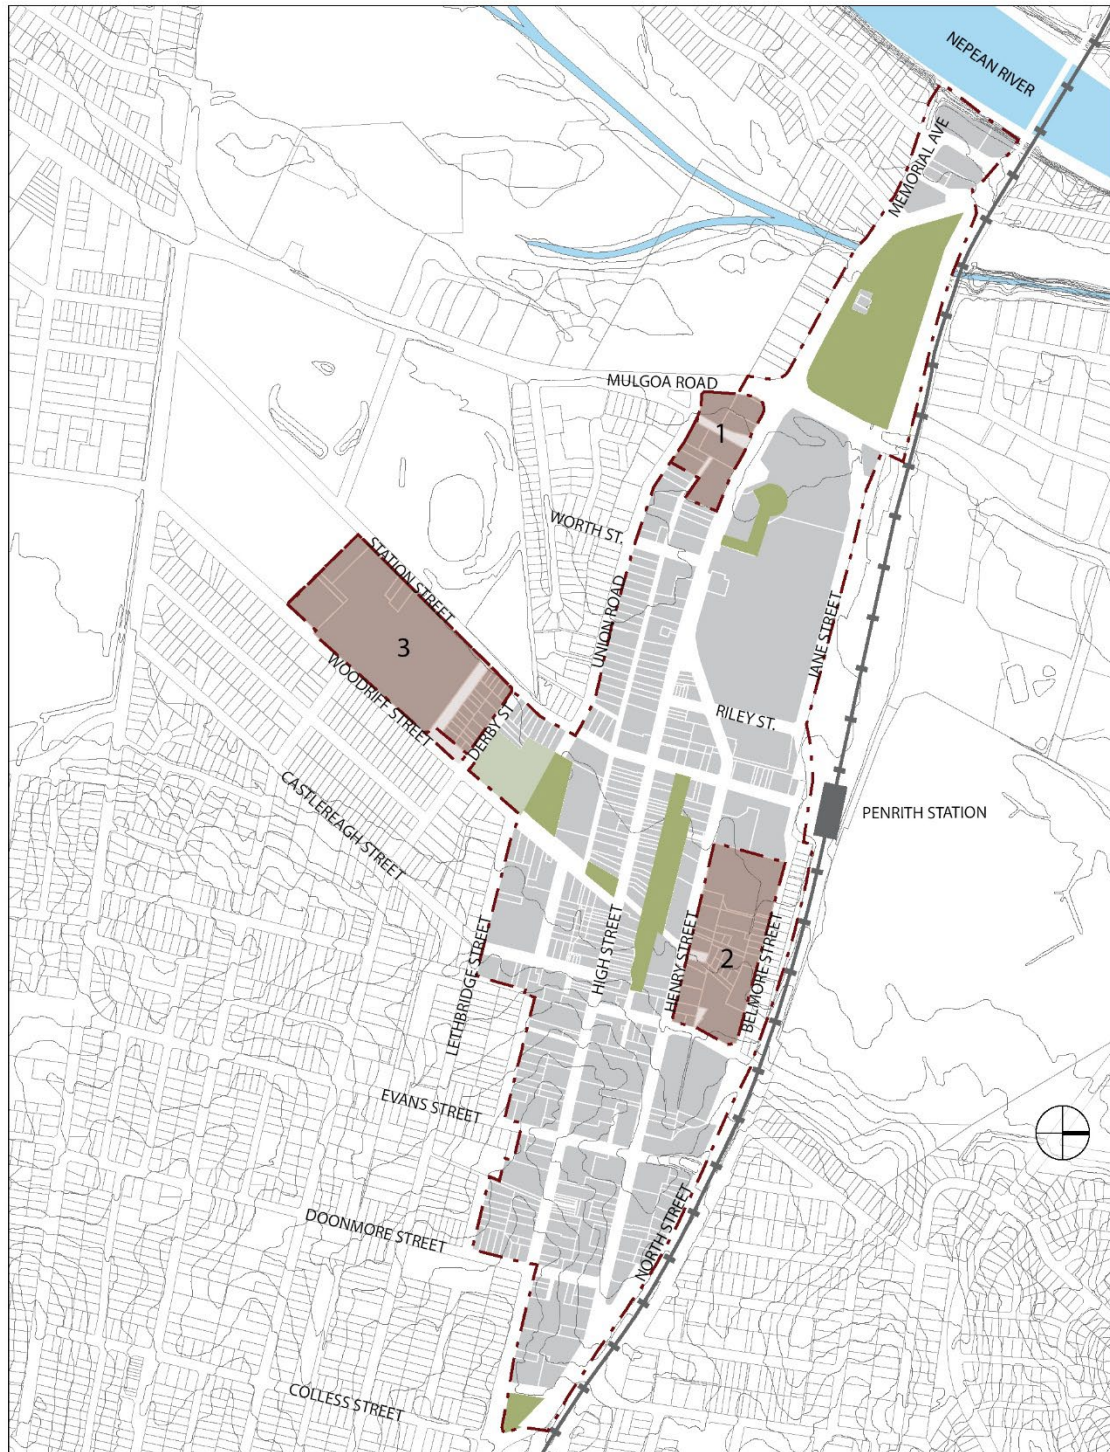 NEPEAN RIVER
MEMORIAL AVE
MULGOA ROAD
1
WORTH ST.
STATION STREET
UNION ROAD
JANE STREET
3
WOODRIFF STREET
DERBY ST.
RILEY ST.
CASTLEREAGH STREET
PENRITH STATION
LETHBRIDGE STREET
HIGH STREET
HENRY STREET
2
BELMORE STREET
EVANS STREET
DOONMORE STREET
NORTH STREET
COLLESS STREET